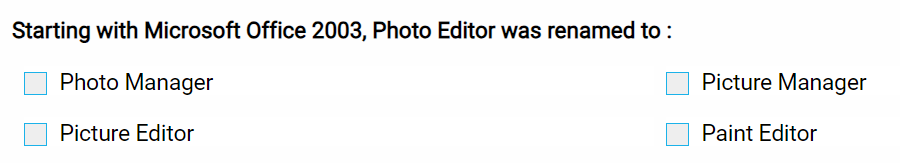 Starting with Microsoft Office 2003, Photo Editor was renamed to :
Photo Manager
Picture Manager
Picture Editor
Paint Editor